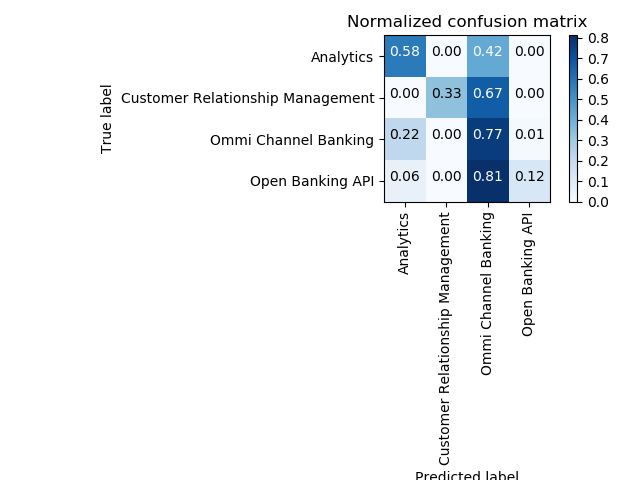 Normalized confusion matrix
True label
Analytics 0.58 0.00 0.42 0.00
Customer Relationship Management 0.00 0.33 0.67 0.00
Ommi Channel Banking 0.22 0.00 0.77 0.01
Open Banking API 0.06 0.00 0.81 0.12
Analytics
Customer Relationship Management
Ommi Channel Banking
Open Banking API
Predicted label
0.8
0.7
0.6
0.5
0.4
0.3
0.2
0.1
0.0